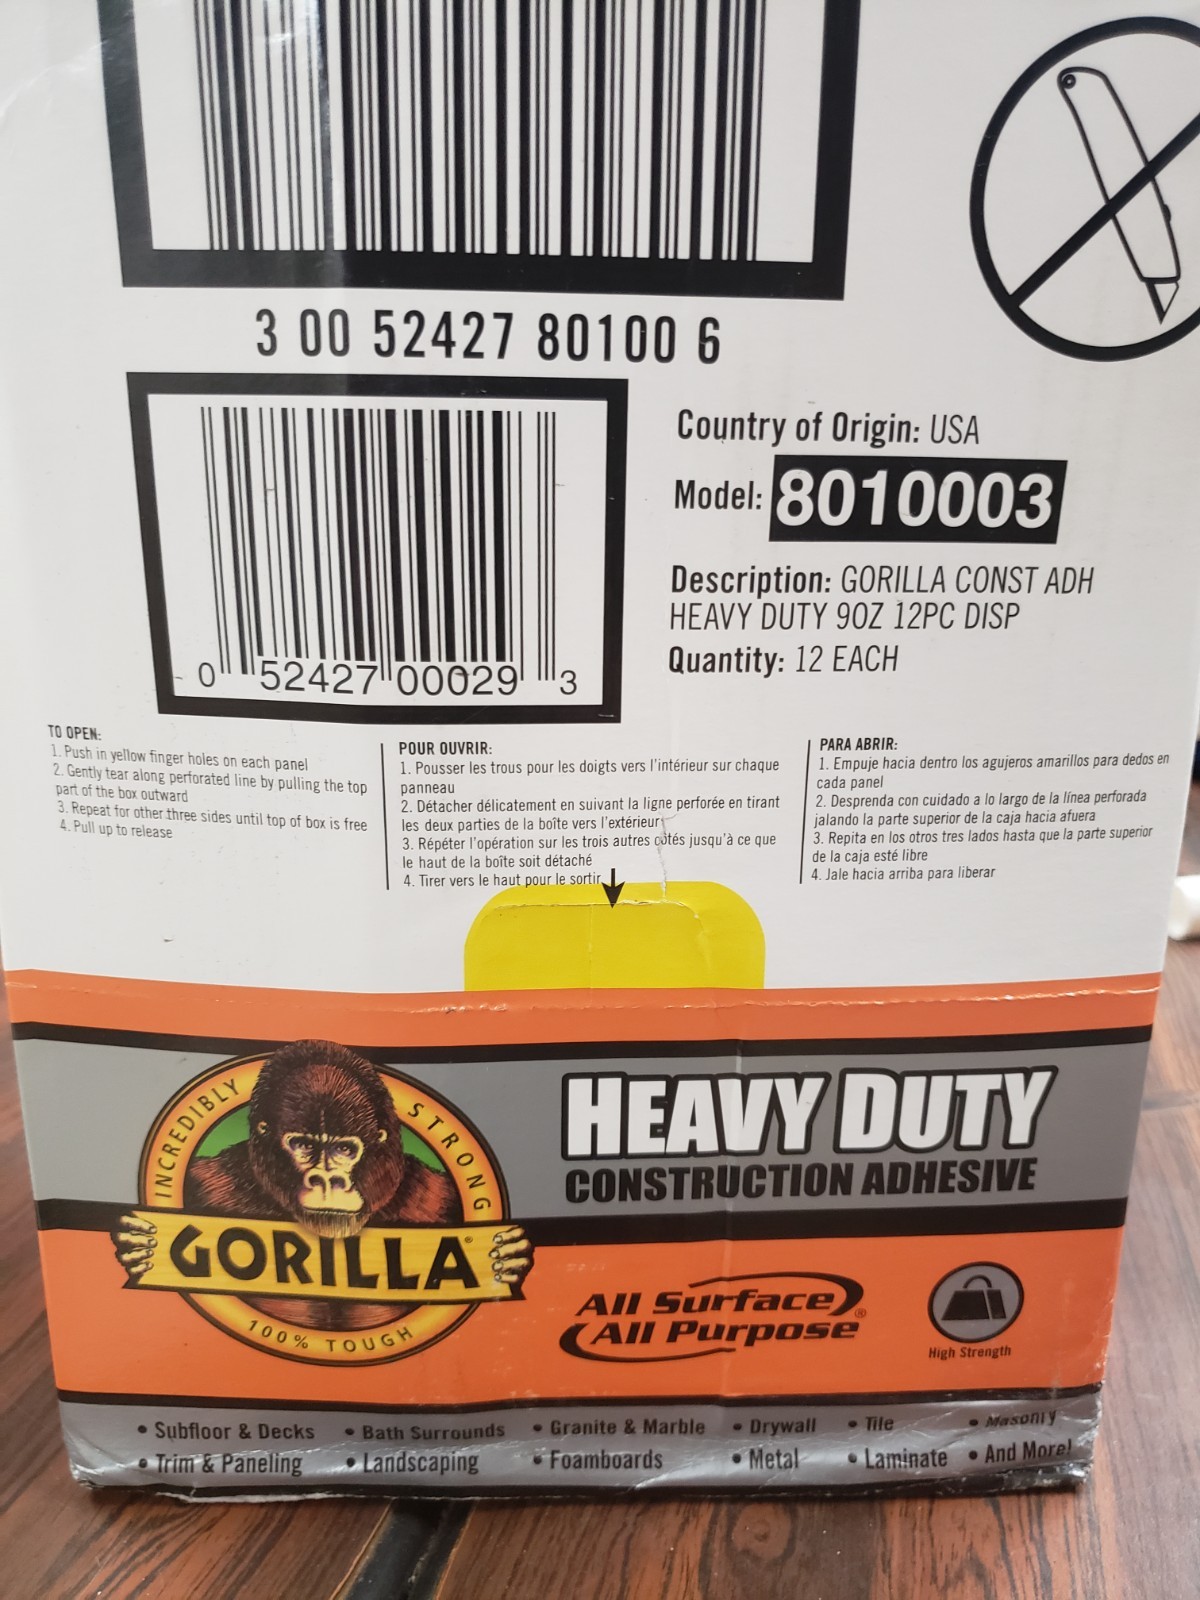 3 00 52427 80100 6
0 52427 00029 3
Country of Origin: USA
Model: 8010003
Description: GORILLA CONST ADH
HEAVY DUTY 9OZ 12PC DISP
Quantity: 12 EACH
TO OPEN:
1. Push in yellow finger holes on each panel
2. Gently tear along perforated line by pulling the top
part of the box outward
3. Repeat for other three sides until top of box is free
4. Pull up to release
POUR OUVRIR:
1. Pousser les trous pour les doigts vers l'intérieur sur chaque
panneau
2. Détacher délicatement en suivant la ligne perforée en tirant
les deux parties de la boîte vers l'extérieur
3. Répéter l'opération sur les trois autres côtés jusqu'à ce que
le haut de la boîte soit détaché
4. Tirer vers le haut pour le sortir
PARA ABRIR:
1. Empuje hacia dentro los agujeros amarillos para dedos en
cada panel
2. Desprenda con cuidado a lo largo de la línea perforada
jalando la parte superior de la caja hacia afuera
3. Repita en los otros tres lados hasta que la parte superior
de la caja esté libre
4. Jale hacia arriba para liberar
INCREDIBLY STRONG
GORILLA®
100% TOUGH
HEAVY DUTY
CONSTRUCTION ADHESIVE
All Surface
All Purpose®
High Strength
• Subfloor & Decks • Bath Surrounds • Granite & Marble • Drywall • Tile • Masonry
• Trim & Paneling • Landscaping • Foamboards • Metal • Laminate • And More!